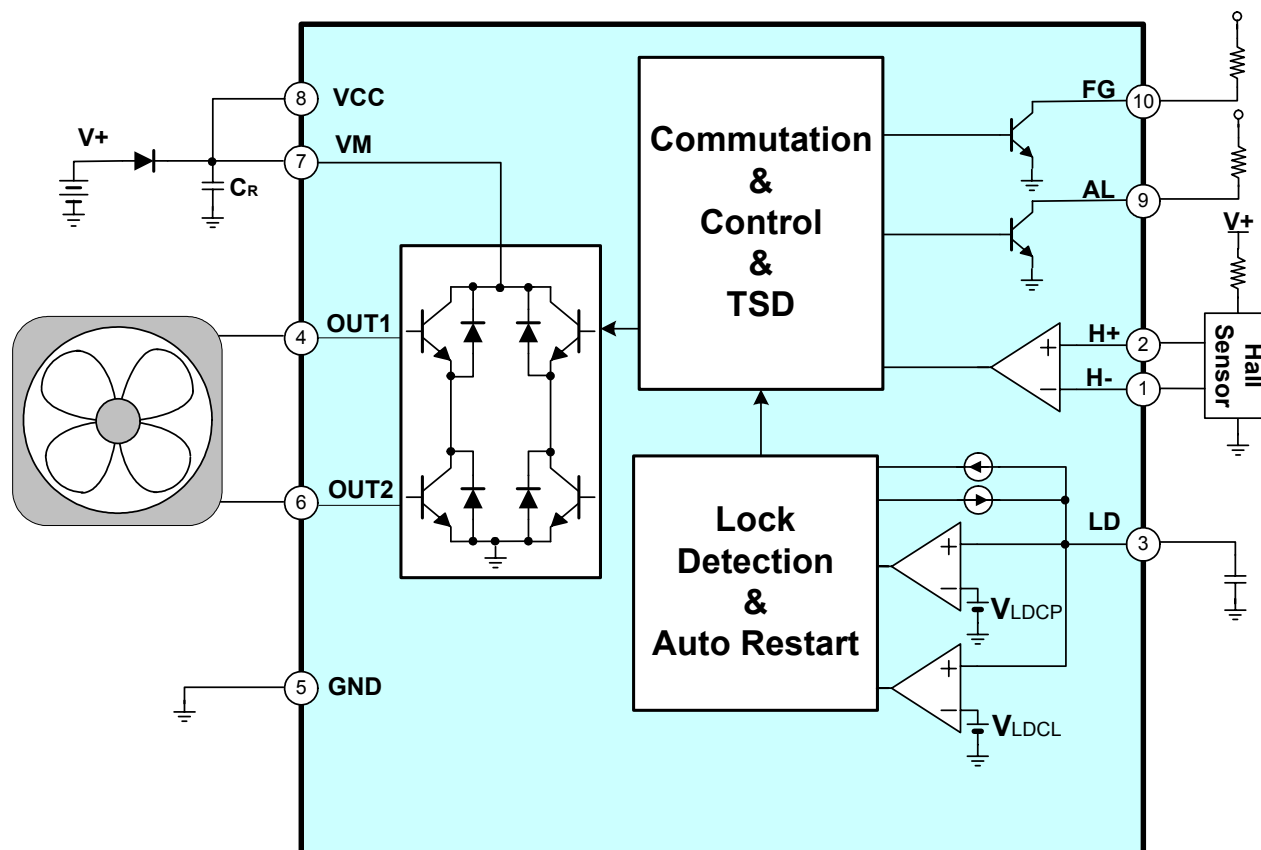 8 VCC
V+
7 VM
CR
4 OUT1
6 OUT2
5 GND
Commutation
&
Control
&
TSD
Lock
Detection
&
Auto Restart
FG 10
AL 9
V+
H+ 2
H- 1
Hall
Sensor
LD 3
+
−
+
−
VLDCP
+
−
VLDCL